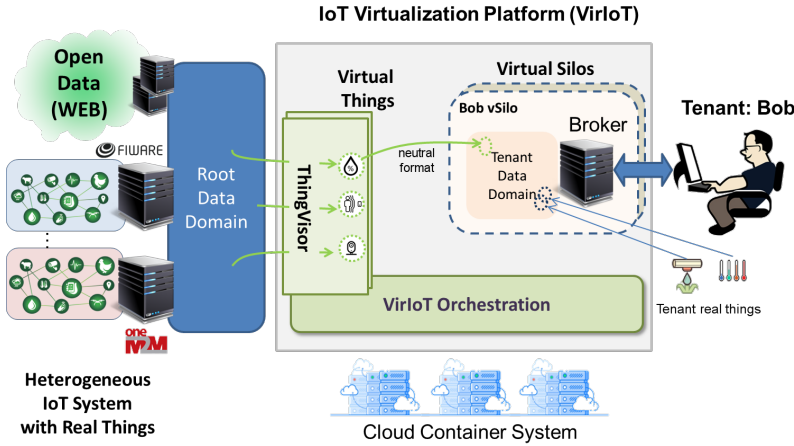 IoT Virtualization Platform (VirIoT)
Open
Data
(WEB)
Virtual
Things
Virtual Silos
Bob vSilo
Tenant: Bob
Broker
FIWARE
neutral
format
Tenant
Data
Domain
ThingVisor
%
Root
Data
Domain
VirIoT Orchestration
Tenant real things
one
M2M
Heterogeneous
IoT System
with Real Things
Cloud Container System